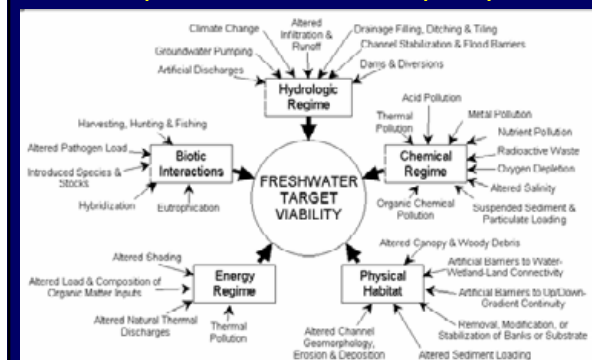 Climate Change
Altered
Infiltration &
Runoff
Drainage Filling, Ditching & Tiling
Channel Stabilization & Flood Barriers
Groundwater Pumping
Artificial Discharges
Dams & Diversions
Hydrologic
Regime
Harvesting, Hunting & Fishing
Altered Pathogen Load
Introduced Species &
Stocks
Hybridization
Eutrophication
Biotic
Interactions
FRESHWATER
TARGET
VIABILITY
Acid Pollution
Thermal
Pollution
Metal Pollution
Nutrient Pollution
Radioactive Waste
Oxygen Depletion
Altered Salinity
Suspended Sediment &
Particulate Loading
Organic Chemical
Pollution
Chemical
Regime
Altered Shading
Altered Load & Composition of
Organic Matter Inputs
Altered Natural Thermal
Discharges
Thermal
Pollution
Energy
Regime
Altered Canopy & Woody Debris
Physical
Habitat
Artificial Barriers to Water-
Wetland-Land Connectivity
Artificial Barriers to Up/Down-
Gradient Continuity
Removal, Modification, or
Stabilization of Banks or Substrate
Altered Channel
Geomorphology,
Erosion & Deposition
Altered Sediment Loading